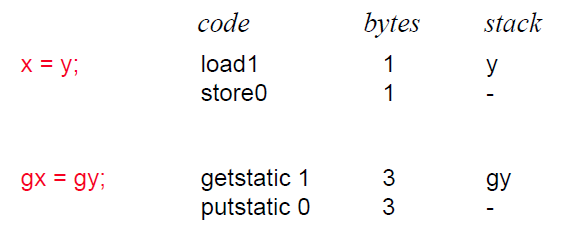 code bytes stack
x = y; load1 1 y
store0 1 -
gx = gy; getstatic 1 3 gy
putstatic 0 3 -